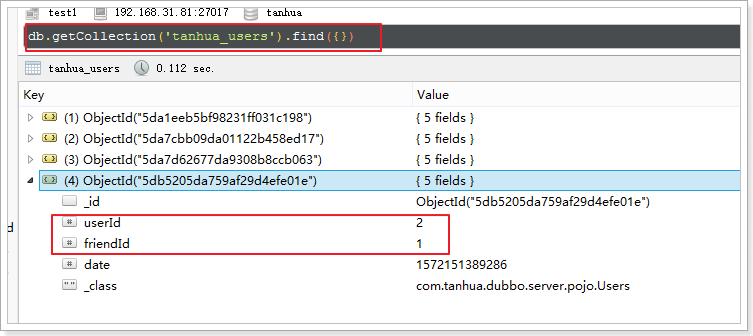 test1 192.168.31.81:27017 tanhua
db.getCollection('tanhua_users').find({})
tanhua_users 0.112 sec.
Key Value
(1) ObjectId("5da1eeb5bf98231ff031c198") { 5 fields }
(2) ObjectId("5da7cbb09da01122b458ed17") { 5 fields }
(3) ObjectId("5da7d62677da9308b8ccb063") { 5 fields }
(4) ObjectId("5db5205da759af29d4efe01e") { 5 fields }
_id ObjectId("5db5205da759af29d4efe01e")
userId 2
friendId 1
date 1572151389286
_class com.tanhua.dubbo.server.pojo.Users